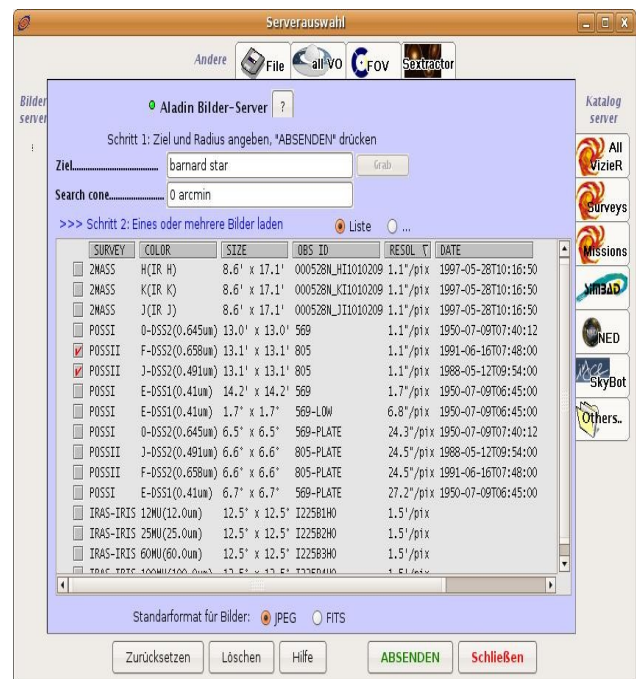 Serverauswahl
Andere File all VO FOV Sextractor
Bilder server
Katalog server
Aladin Bilder-Server ?
Schritt 1: Ziel und Radius angeben, "ABSENDEN" drücken
Ziel............................ barnard star Grab
Search cone.................... 0 arcmin
>>> Schritt 2: Eines oder mehrere Bilder laden Liste ...
SURVEY COLOR SIZE OBS ID RESOL DATE
2MASS H(IR H) 8.6' x 17.1' 000528N_HI1010209 1.1"/pix 1997-05-28T10:16:50
2MASS K(IR K) 8.6' x 17.1' 000528N_KI1010209 1.1"/pix 1997-05-28T10:16:50
2MASS J(IR J) 8.6' x 17.1' 000528N_JI1010209 1.1"/pix 1997-05-28T10:16:50
POSSI O-DSS2(0.645um) 13.0' x 13.0' 569 1.1"/pix 1950-07-09T07:40:12
POSSII F-DSS2(0.658um) 13.1' x 13.1' 805 1.1"/pix 1991-06-16T07:48:00
POSSII J-DSS2(0.491um) 13.1' x 13.1' 805 1.1"/pix 1988-05-12T09:54:00
POSSI E-DSS1(0.41um) 14.2' x 14.2' 569 1.7"/pix 1950-07-09T06:45:00
POSSI E-DSS1(0.41um) 1.7° x 1.7° 569-LOW 6.8"/pix 1950-07-09T06:45:00
POSSI O-DSS2(0.645um) 6.5° x 6.5° 569-PLATE 24.3"/pix 1950-07-09T07:40:12
POSSII J-DSS2(0.491um) 6.6° x 6.6° 805-PLATE 24.5"/pix 1988-05-12T09:54:00
POSSII F-DSS2(0.658um) 6.6° x 6.6° 805-PLATE 24.5"/pix 1991-06-16T07:48:00
POSSI E-DSS1(0.41um) 6.7° x 6.7° 569-PLATE 27.2"/pix 1950-07-09T06:45:00
IRAS-IRIS 12MU(12.0um) 12.5° x 12.5° I225B1H0 1.5'/pix
IRAS-IRIS 25MU(25.0um) 12.5° x 12.5° I225B2H0 1.5'/pix
IRAS-IRIS 60MU(60.0um) 12.5° x 12.5° I225B3H0 1.5'/pix
IRAS-IRIS 100MU(100.0um) 12.5° x 12.5° I225B4H0 1.5'/pix
All VizieR
Surveys
Missions
SIMBAD
NED
SkyBot
Others..
Standarformat für Bilder: JPEG FITS
Zurücksetzen Löschen Hilfe ABSENDEN Schließen